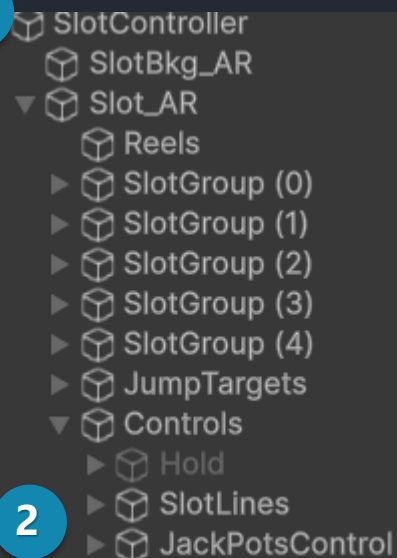 SlotController
SlotBkg_AR
Slot_AR
Reels
SlotGroup (0)
SlotGroup (1)
SlotGroup (2)
SlotGroup (3)
SlotGroup (4)
JumpTargets
Controls
Hold
2 SlotLines
JackPotsControl